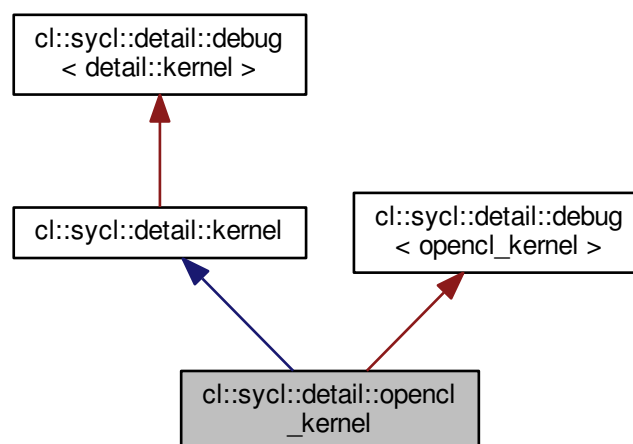 cl::sycl::detail::debug
< detail::kernel >
cl::sycl::detail::kernel
cl::sycl::detail::debug
< opencl_kernel >
cl::sycl::detail::opencl
_kernel